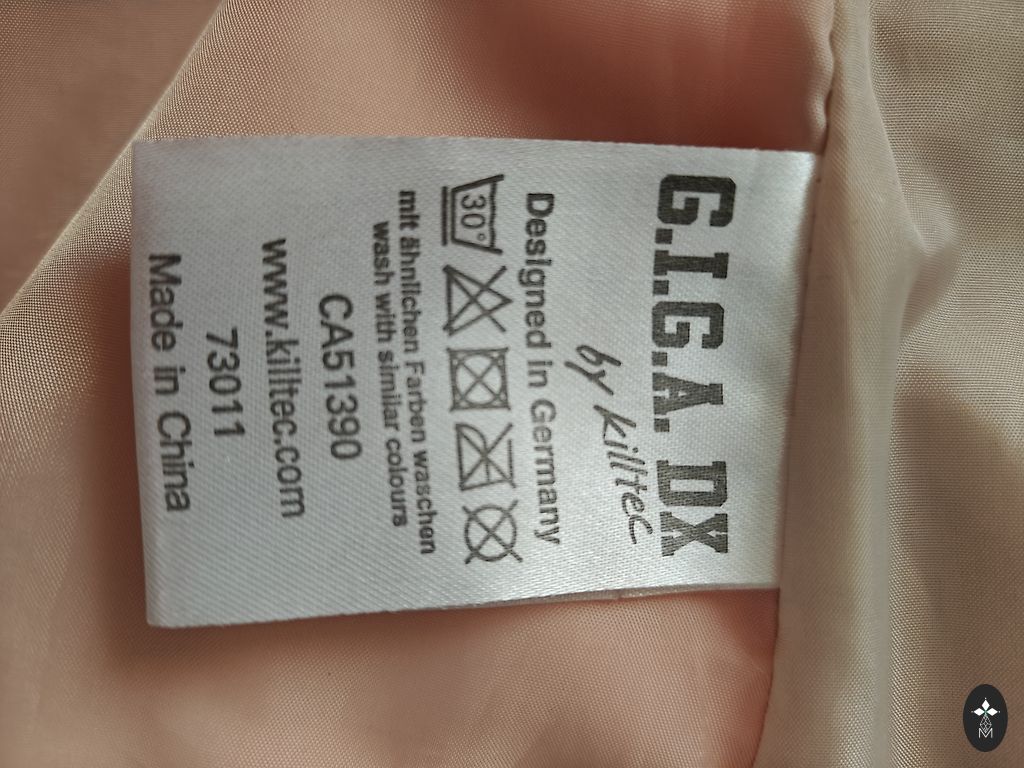 G.I.G.A. DX
by killtec
Designed in Germany
30°
mit ähnlichen Farben waschen
wash with similar colours
CA51390
www.killtec.com
73011
Made in China
M